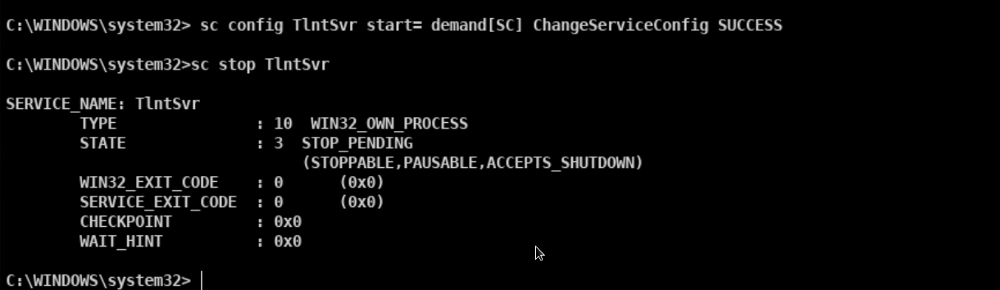 C:\WINDOWS\system32> sc config TlntSvr start= demand[SC] ChangeServiceConfig SUCCESS
C:\WINDOWS\system32>sc stop TlntSvr
SERVICE_NAME: TlntSvr
TYPE : 10 WIN32_OWN_PROCESS
STATE : 3 STOP_PENDING
(STOPPABLE,PAUSABLE,ACCEPTS_SHUTDOWN)
WIN32_EXIT_CODE : 0 (0x0)
SERVICE_EXIT_CODE : 0 (0x0)
CHECKPOINT : 0x0
WAIT_HINT : 0x0
C:\WINDOWS\system32>